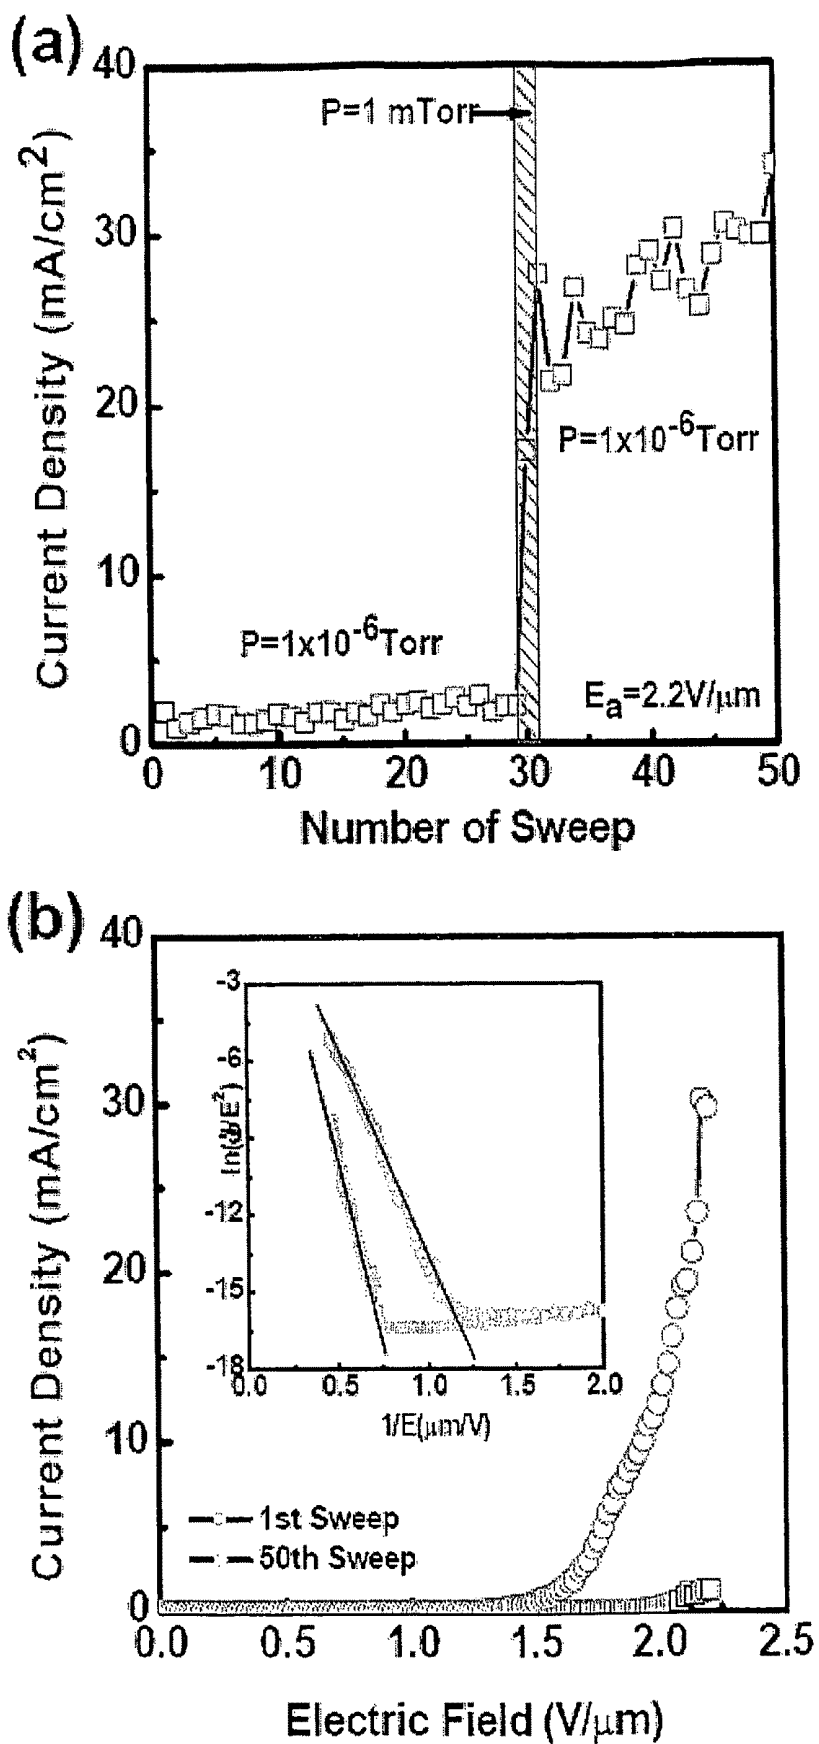 (a)
40
P=1 mTorr
30
20
P=1x10-6Torr
10
P=1x10-6Torr
Ea=2.2V/μm
0
0 10 20 30 40 50
Number of Sweep
Current Density (mA/cm2)
(b)
40
30
20
10
0
-3
-6
-12
-15
-18
ln(J/E2)
0.0 0.5 1.0 1.5 2.0
1/E(μm/V)
1st Sweep
50th Sweep
0.0 0.5 1.0 1.5 2.0 2.5
Electric Field (V/μm)
Current Density (mA/cm2)